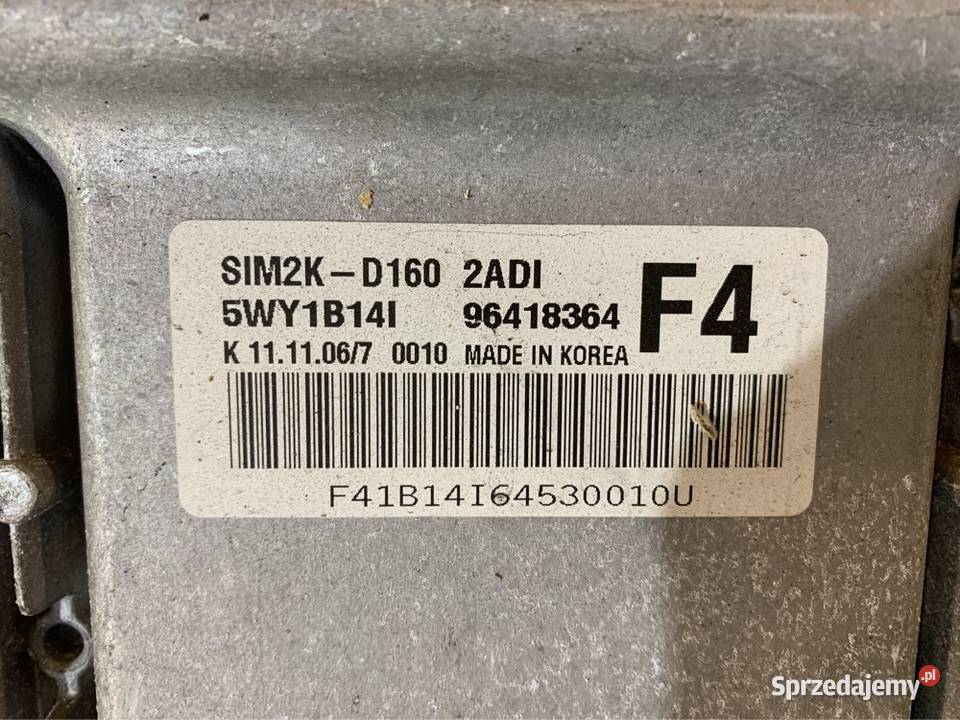 SIM2K-D160 2ADI
5WY1B14I 96418364 F4
K 11.11.06/7 0010 MADE IN KOREA
F41B14I64530010U
Sprzedajemy.pl